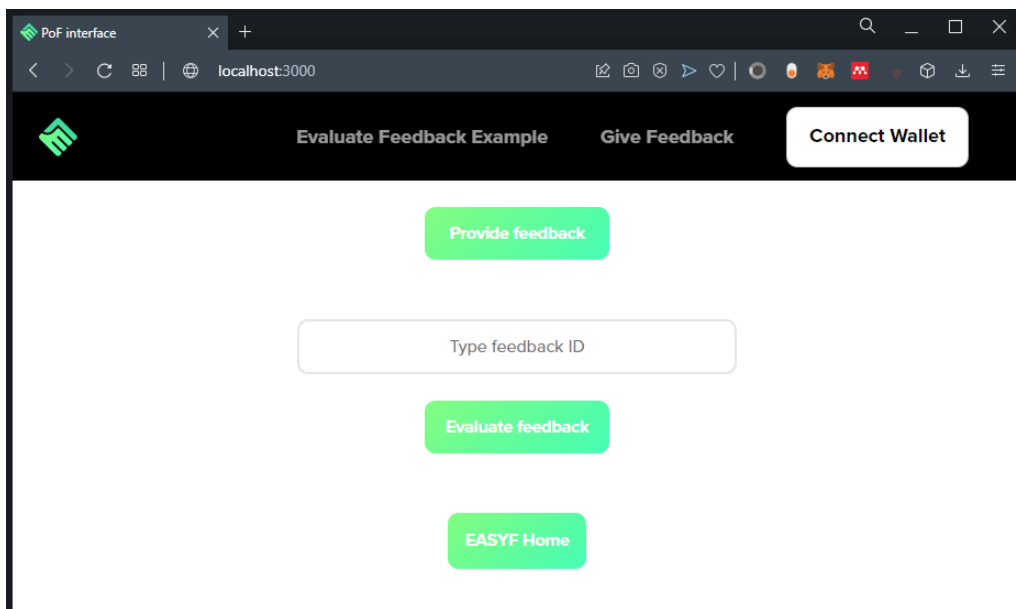 PoF interface
localhost:3000
Evaluate Feedback Example Give Feedback Connect Wallet
Provide feedback
Type feedback ID
Evaluate feedback
EASYF Home